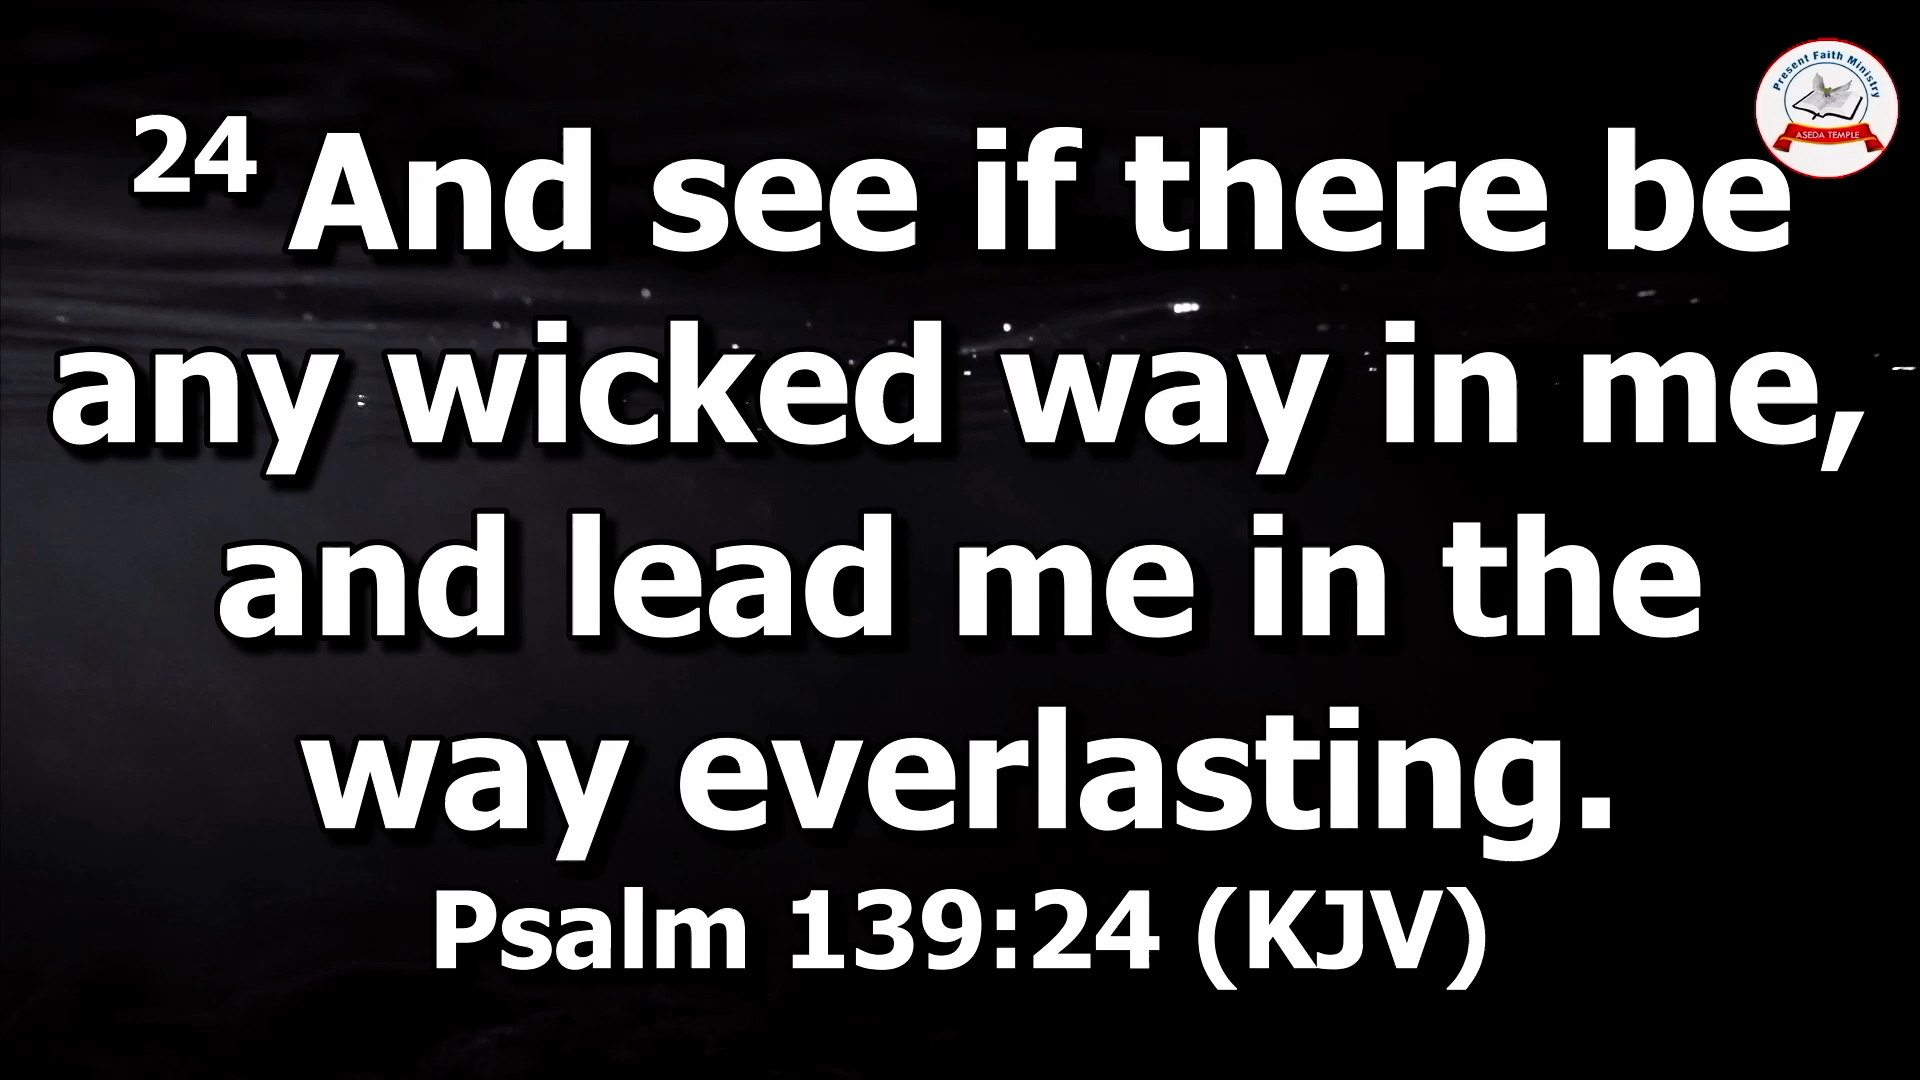 Present Faith Ministry
ASEDA TEMPLE
24 And see if there be
any wicked way in me,
and lead me in the
way everlasting.
Psalm 139:24 (KJV)